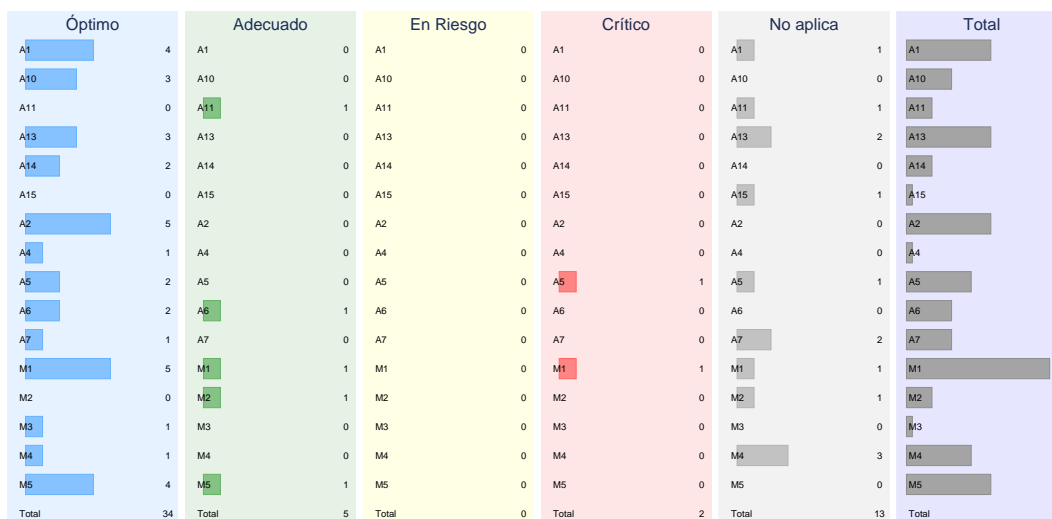 Óptimo Adecuado En Riesgo Crítico No aplica Total
A1 4 A1 0 A1 0 A1 0 A1 1 A1
A10 3 A10 0 A10 0 A10 0 A10 0 A10
A11 0 A11 1 A11 0 A11 0 A11 1 A11
A13 3 A13 0 A13 0 A13 0 A13 2 A13
A14 2 A14 0 A14 0 A14 0 A14 0 A14
A15 0 A15 0 A15 0 A15 0 A15 1 A15
A2 5 A2 0 A2 0 A2 0 A2 0 A2
A4 1 A4 0 A4 0 A4 0 A4 0 A4
A5 2 A5 0 A5 0 A5 1 A5 1 A5
A6 2 A6 1 A6 0 A6 0 A6 0 A6
A7 1 A7 0 A7 0 A7 0 A7 2 A7
M1 5 M1 1 M1 0 M1 1 M1 1 M1
M2 0 M2 1 M2 0 M2 0 M2 1 M2
M3 1 M3 0 M3 0 M3 0 M3 0 M3
M4 1 M4 0 M4 0 M4 0 M4 3 M4
M5 4 M5 1 M5 0 M5 0 M5 0 M5
Total 34 Total 5 Total 0 Total 2 Total 13 Total